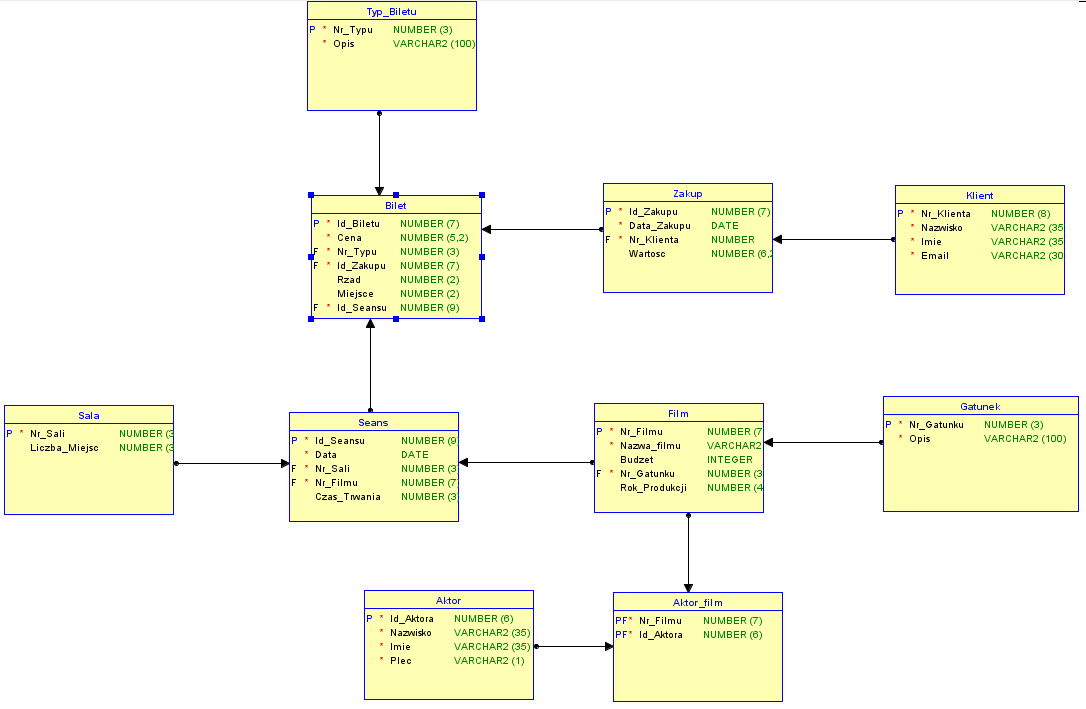 Typ_Biletu
P * Nr_Typu NUMBER (3)
* Opis VARCHAR2 (100)
Bilet
P * Id_Biletu NUMBER (7)
* Cena NUMBER (5,2)
F * Nr_Typu NUMBER (3)
F * Id_Zakupu NUMBER (7)
Rzad NUMBER (2)
Miejsce NUMBER (2)
F * Id_Seansu NUMBER (9)
Zakup
P * Id_Zakupu NUMBER (7)
* Data_Zakupu DATE
F * Nr_Klienta NUMBER
Wartosc NUMBER (6,2
Klient
P * Nr_Klienta NUMBER (8)
* Nazwisko VARCHAR2 (35
* Imie VARCHAR2 (35
* Email VARCHAR2 (30
Sala
P * Nr_Sali NUMBER (3
Liczba_Miejsc NUMBER (3
Seans
P * Id_Seansu NUMBER (9
* Data DATE
F * Nr_Sali NUMBER (3
F * Nr_Filmu NUMBER (7
Czas_Trwania NUMBER (3
Film
P * Nr_Filmu NUMBER (7
* Nazwa_filmu VARCHAR2
Budzet INTEGER
F * Nr_Gatunku NUMBER (3
Rok_Produkcji NUMBER (4
Gatunek
P * Nr_Gatunku NUMBER (3)
* Opis VARCHAR2 (100)
Aktor
P * Id_Aktora NUMBER (6)
* Nazwisko VARCHAR2 (35)
* Imie VARCHAR2 (35)
* Plec VARCHAR2 (1)
Aktor_film
PF* Nr_Filmu NUMBER (7)
PF* Id_Aktora NUMBER (6)